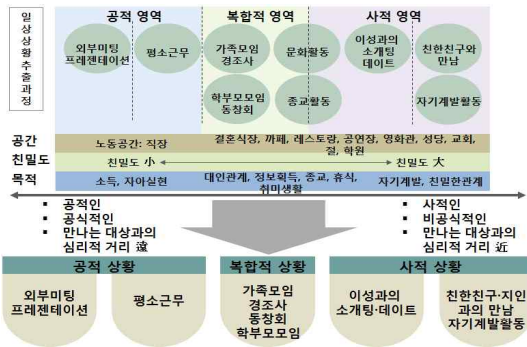 일상상황추출과정
공적 영역
복합적 영역
사적 영역
외부미팅
프레젠테이션
평소근무
가족모임
경조사
문화활동
이성과의
소개팅
데이트
친한친구와
만남
학부모모임
동창회
종교활동
자기계발활동
공간
노동공간: 직장
결혼식장, 까페, 레스토랑, 공연장, 영화관, 성당, 교회,
절, 학원
친밀도
친밀도 小
친밀도 大
목적
소득, 자아실현
대인관계, 정보획득, 종교, 휴식,
취미생활
자기계발, 친밀한관계
▪ 공적인
▪ 공식적인
▪ 만나는 대상과의
심리적 거리 遠
▪ 사적인
▪ 비공식적인
▪ 만나는 대상과의
심리적 거리 近
공적 상황
복합적 상황
사적 상황
외부미팅
프레젠테이션
평소근무
가족모임
경조사
동창회
학부모모임
이성과의
소개팅·데이트
친한친구·지인
과의 만남
자기계발활동